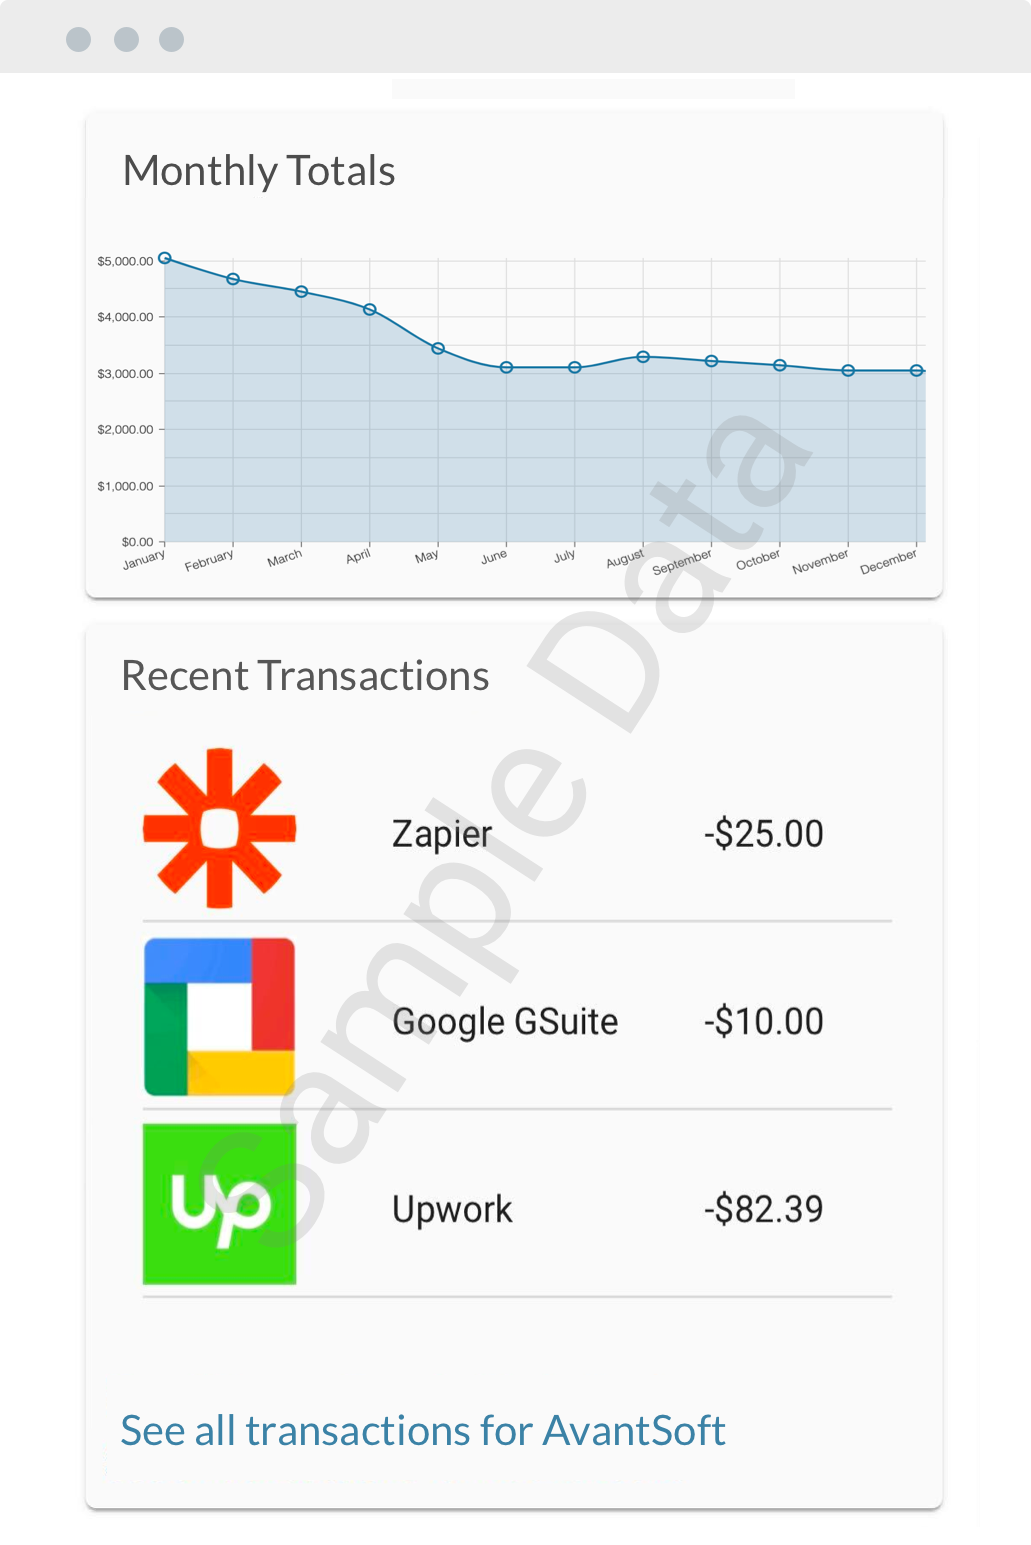 Monthly Totals
$5,000.00
$4,000.00
$3,000.00
$2,000.00
$1,000.00
$0.00
January February March April May June July August September October November December
Sample Data
Recent Transactions
Zapier -$25.00
Google GSuite -$10.00
up
Upwork -$82.39
See all transactions for AvantSoft